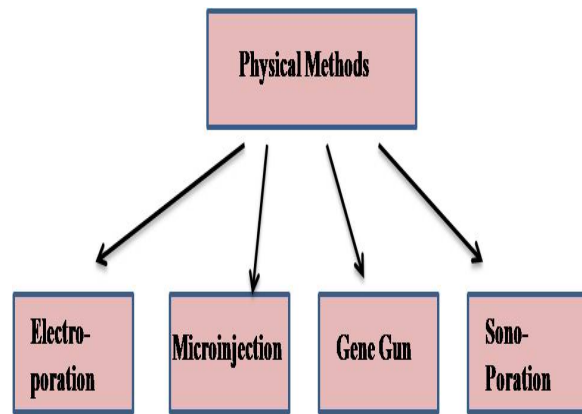 Physical Methods
Electro-
poration
Microinjection
Gene Gun
Sono-
Poration